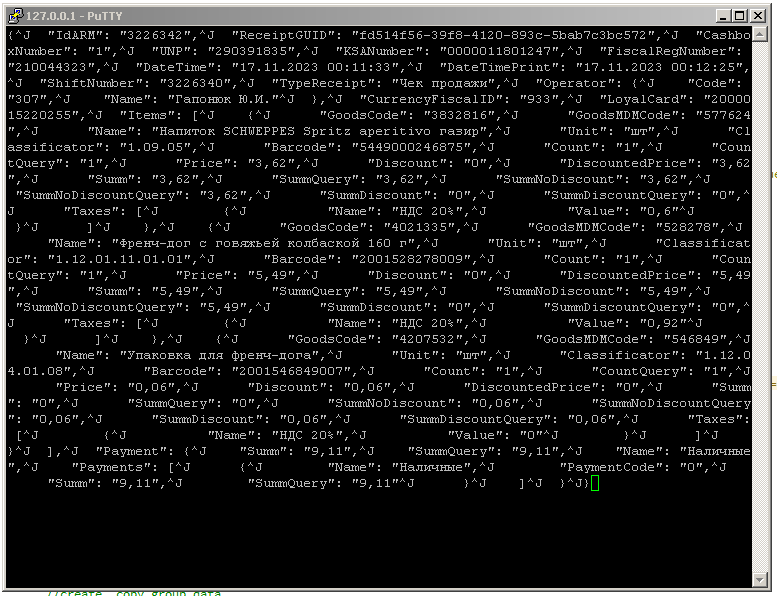 127.0.0.1 - PuTTY
{^J   "IdARM": "3226342",^J   "ReceiptGUID": "fd514f56-39f8-4120-893c-5bab7c3bc572",^J   "Cashbo
xNumber": "1",^J   "UNP": "290391835",^J   "KSANumber": "0000011801247",^J   "FiscalRegNumber":
"210044323",^J   "DateTime": "17.11.2023 00:11:33",^J   "DateTimePrint": "17.11.2023 00:12:25",
^J   "ShiftNumber": "3226340",^J   "TypeReceipt": "Чек продажи",^J   "Operator": {^J     "Code":
"307",^J     "Name": "Гапонюк Ю.И."^J   },^J   "CurrencyFiscalID": "933",^J   "LoyalCard": "20000
15220255",^J   "Items": [^J     {^J       "GoodsCode": "3832816",^J       "GoodsMDMCode": "577624
",^J       "Name": "Напиток SCHWEPPES Spritz aperitivo газир",^J       "Unit": "шт",^J       "Cl
assificator": "1.09.05",^J       "Barcode": "5449000246875",^J       "Count": "1",^J       "Coun
tQuery": "1",^J       "Price": "3,62",^J       "Discount": "0",^J       "DiscountedPrice": "3,62
",^J       "Summ": "3,62",^J       "SummQuery": "3,62",^J       "SummNoDiscount": "3,62",^J
"SummNoDiscountQuery": "3,62",^J       "SummDiscount": "0",^J       "SummDiscountQuery": "0",^
J       "Taxes": [^J         {^J           "Name": "НДС 20%",^J           "Value": "0,6"^J
}^J       ]^J     },^J     {^J       "GoodsCode": "4021335",^J       "GoodsMDMCode": "528278",^J
"Name": "Френч-дог с говяжьей колбаской 160 г",^J       "Unit": "шт",^J       "Classificat
or": "1.12.01.11.01.01",^J       "Barcode": "2001528278009",^J       "Count": "1",^J       "Coun
tQuery": "1",^J       "Price": "5,49",^J       "Discount": "0",^J       "DiscountedPrice": "5,49
",^J       "Summ": "5,49",^J       "SummQuery": "5,49",^J       "SummNoDiscount": "5,49",^J
"SummNoDiscountQuery": "5,49",^J       "SummDiscount": "0",^J       "SummDiscountQuery": "0",^
J       "Taxes": [^J         {^J           "Name": "НДС 20%",^J           "Value": "0,92"^J
}^J       ]^J     },^J     {^J       "GoodsCode": "4207532",^J       "GoodsMDMCode": "546849",^J
"Name": "Упаковка для френч-дога",^J       "Unit": "шт",^J       "Classificator": "1.12.0
4.01.08",^J       "Barcode": "2001546849007",^J       "Count": "1",^J       "CountQuery": "1",^J
"Price": "0,06",^J       "Discount": "0,06",^J       "DiscountedPrice": "0",^J       "Summ
": "0",^J       "SummQuery": "0",^J       "SummNoDiscount": "0,06",^J       "SummNoDiscountQuery
": "0,06",^J       "SummDiscount": "0,06",^J       "SummDiscountQuery": "0,06",^J       "Taxes":
[^J         {^J           "Name": "НДС 20%",^J           "Value": "0"^J         }^J       ]^J
}^J   ],^J   "Payment": {^J     "Summ": "9,11",^J     "SummQuery": "9,11",^J     "Name": "Наличные
",^J     "Payments": [^J       {^J         "Name": "Наличные",^J         "PaymentCode": "0",^J
"Summ": "9,11",^J         "SummQuery": "9,11"^J       }^J     ]^J   }^J}
//create copy group data